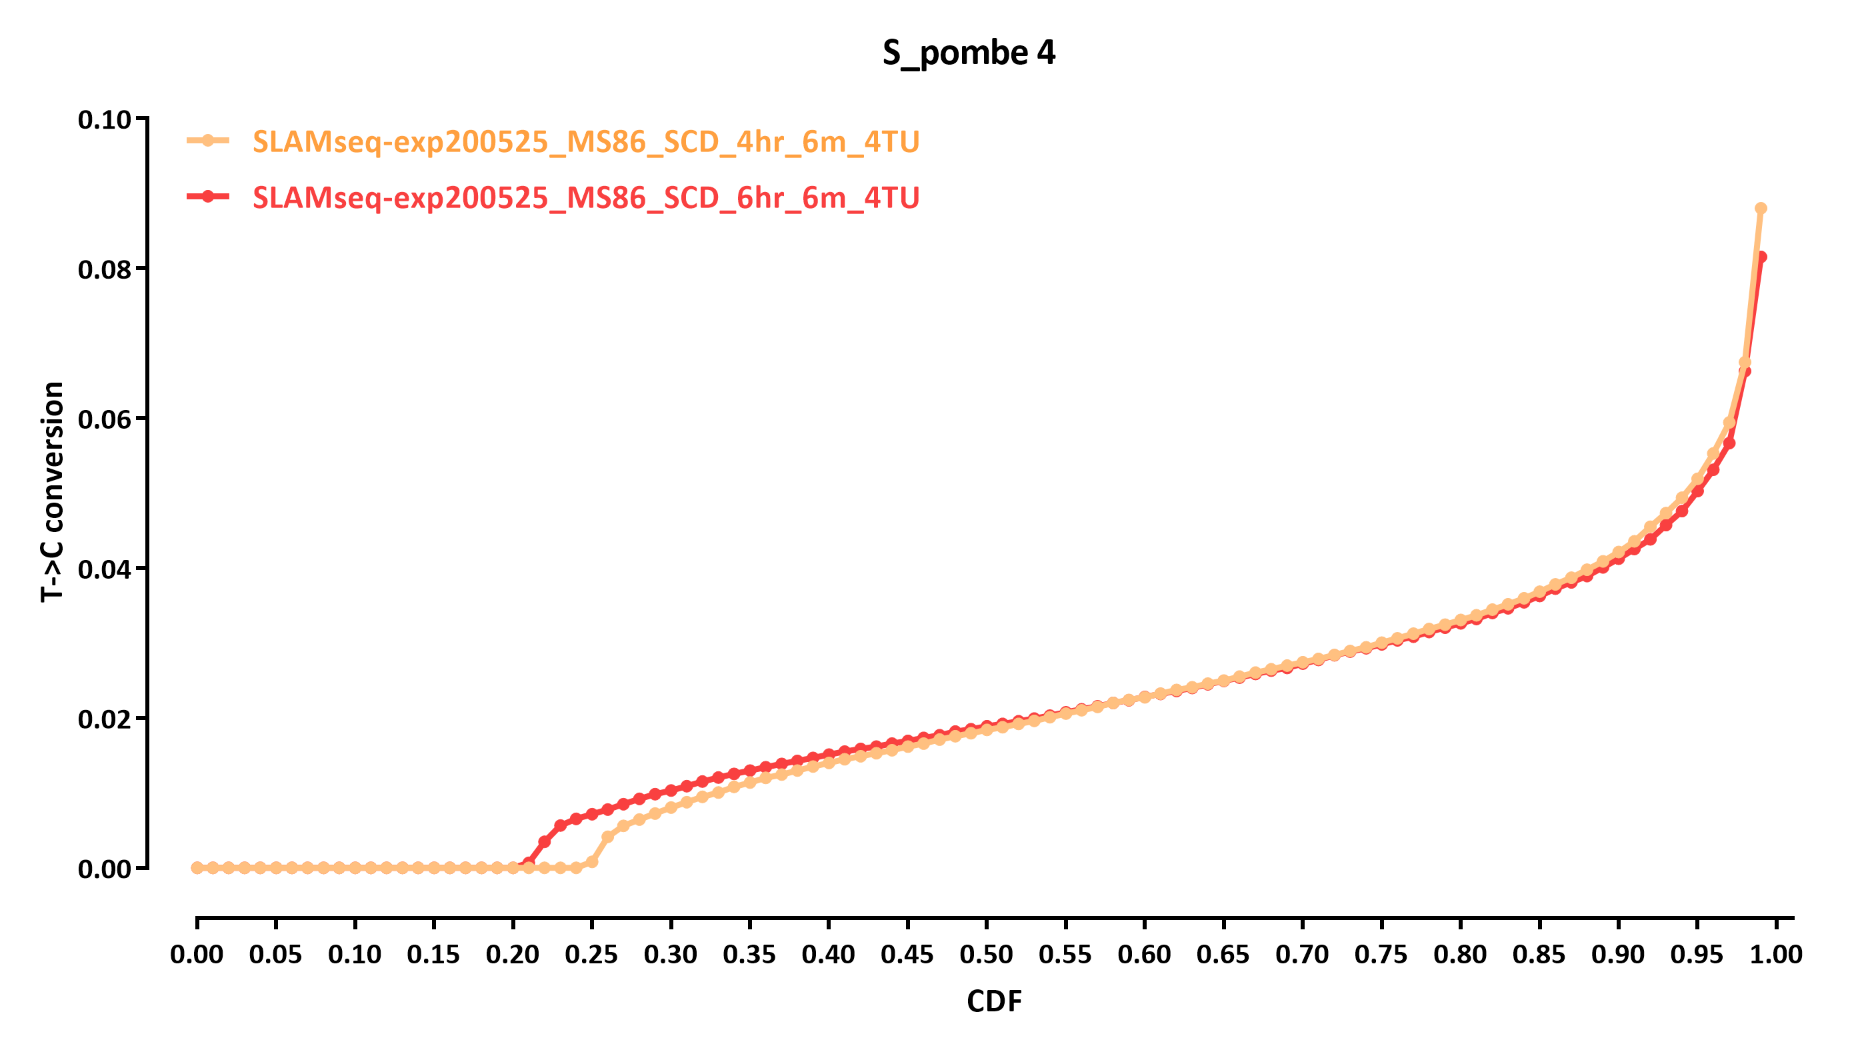 S_pombe 4
0.10
SLAMseq-exp200525_MS86_SCD_4hr_6m_4TU
SLAMseq-exp200525_MS86_SCD_6hr_6m_4TU
0.08
0.06
T->C conversion
0.04
0.02
0.00
0.00 0.05 0.10 0.15 0.20 0.25 0.30 0.35 0.40 0.45 0.50 0.55 0.60 0.65 0.70 0.75 0.80 0.85 0.90 0.95 1.00
CDF